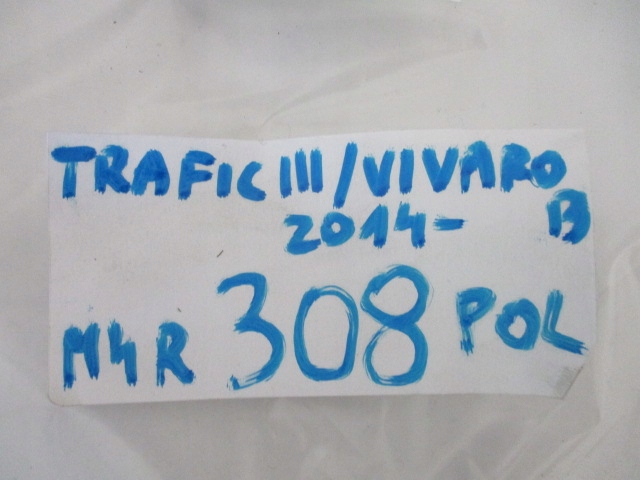 TRAFIC III/VIVARO
2014- B
M4R 308 POL